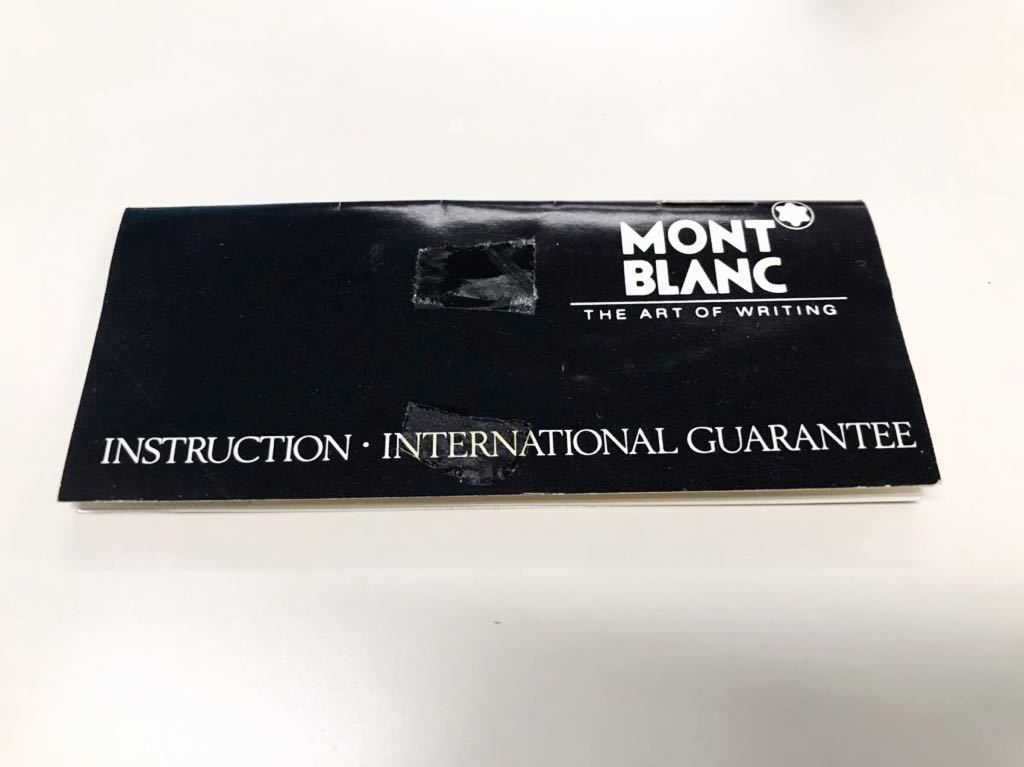 MONT
BLANC
THE ART OF WRITING
INSTRUCTION · INTERNATIONAL GUARANTEE